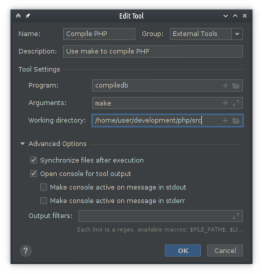 Edit Tool
Name: Compile PHP Group: External Tools
Description: Use make to compile PHP
Tool Settings
Program: compiledb
Arguments: make
Working directory: /home/user/development/php/src
Advanced Options
Synchronize files after execution
Open console for tool output
Make console active on message in stdout
Make console active on message in stderr
Output filters:
Each line is a regex, available macros: $FILE_PATH$, $LI...
? OK Cancel